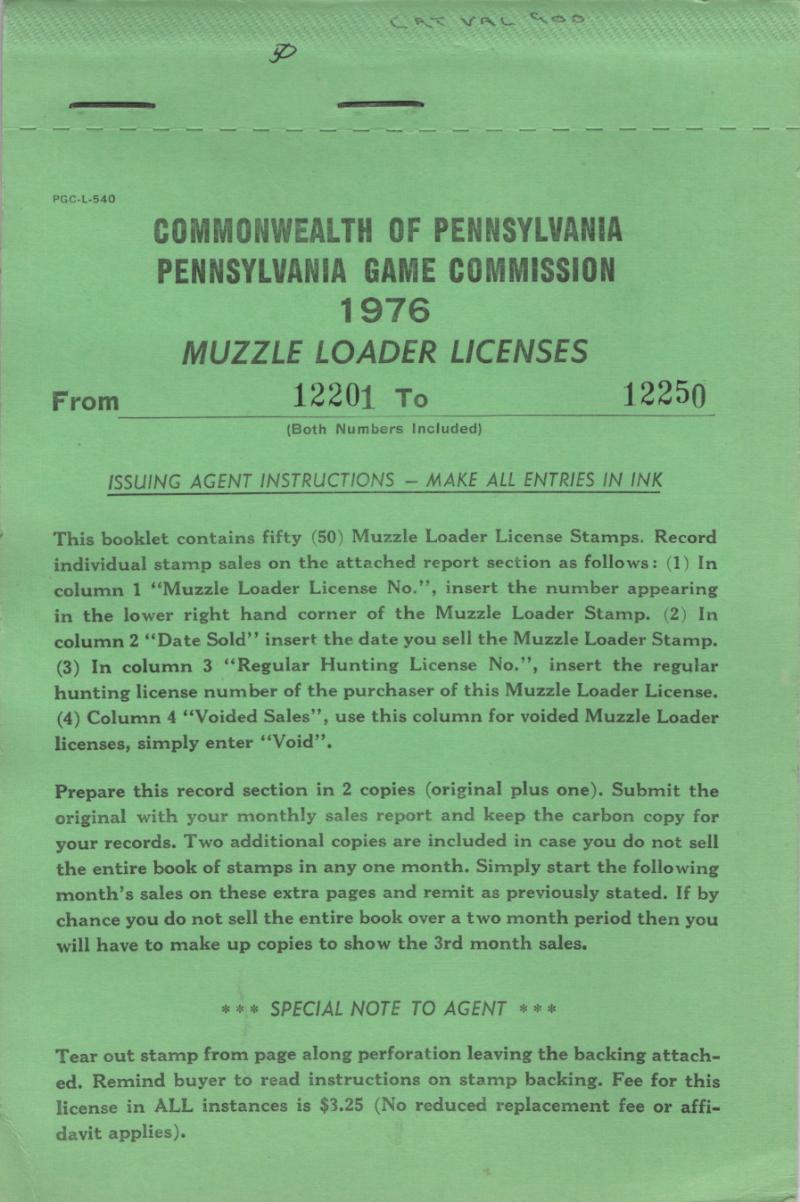 CAT VAL 900
50
PGC-L-540
COMMONWEALTH OF PENNSYLVANIA
PENNSYLVANIA GAME COMMISSION
1976
MUZZLE LOADER LICENSES
From 12201 To 12250
(Both Numbers Included)
ISSUING AGENT INSTRUCTIONS – MAKE ALL ENTRIES IN INK
This booklet contains fifty (50) Muzzle Loader License Stamps. Record
individual stamp sales on the attached report section as follows: (1) In
column 1 “Muzzle Loader License No.”, insert the number appearing
in the lower right hand corner of the Muzzle Loader Stamp. (2) In
column 2 “Date Sold” insert the date you sell the Muzzle Loader Stamp.
(3) In column 3 “Regular Hunting License No.”, insert the regular
hunting license number of the purchaser of this Muzzle Loader License.
(4) Column 4 “Voided Sales”, use this column for voided Muzzle Loader
licenses, simply enter “Void”.
Prepare this record section in 2 copies (original plus one). Submit the
original with your monthly sales report and keep the carbon copy for
your records. Two additional copies are included in case you do not sell
the entire book of stamps in any one month. Simply start the following
month’s sales on these extra pages and remit as previously stated. If by
chance you do not sell the entire book over a two month period then you
will have to make up copies to show the 3rd month sales.
* * * SPECIAL NOTE TO AGENT * * *
Tear out stamp from page along perforation leaving the backing attach-
ed. Remind buyer to read instructions on stamp backing. Fee for this
license in ALL instances is $3.25 (No reduced replacement fee or affi-
davit applies).